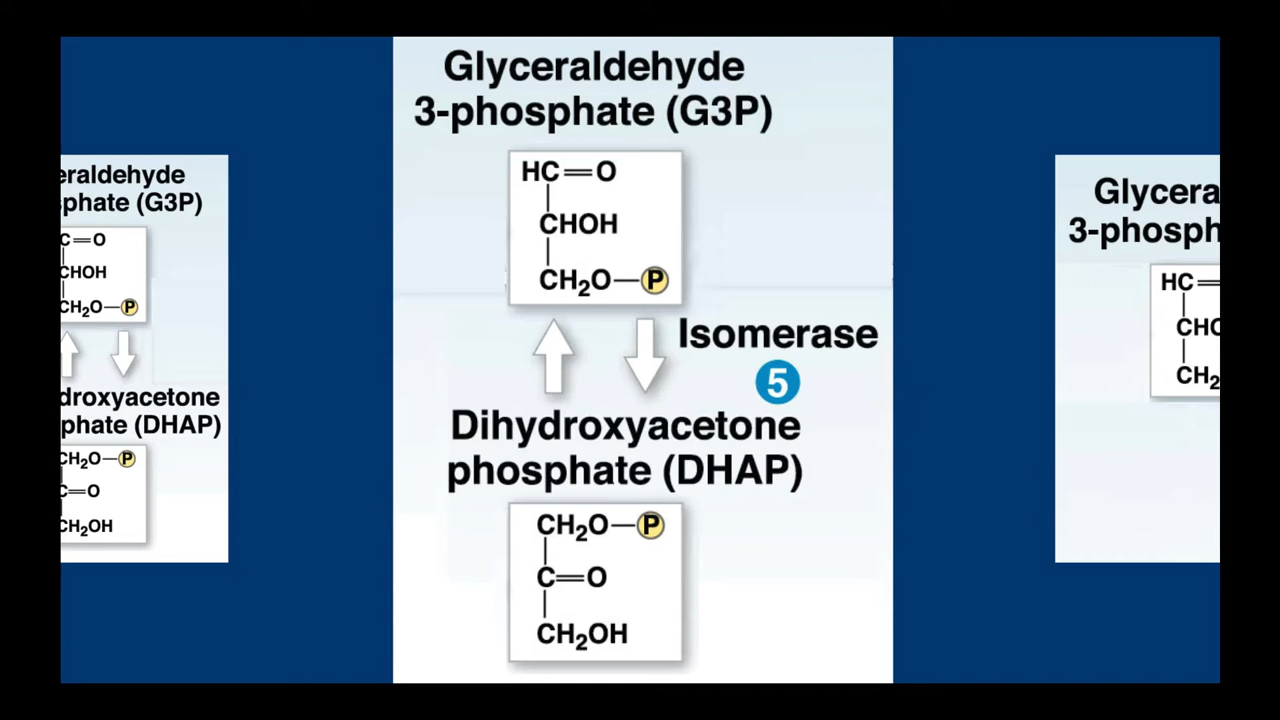 Glyceraldehyde
3-phosphate (G3P)
HC=O
CHOH
CH₂O—P
Isomerase
5
Dihydroxyacetone
phosphate (DHAP)
CH₂O—P
C=O
CH₂OH
eraldehyde
sphate (G3P)
C=O
CHOH
CH₂O—P
droxyacetone
phate (DHAP)
CH₂O—P
C=O
CH₂OH
Glycera
3-phosph
HC=
CHO
CH₂